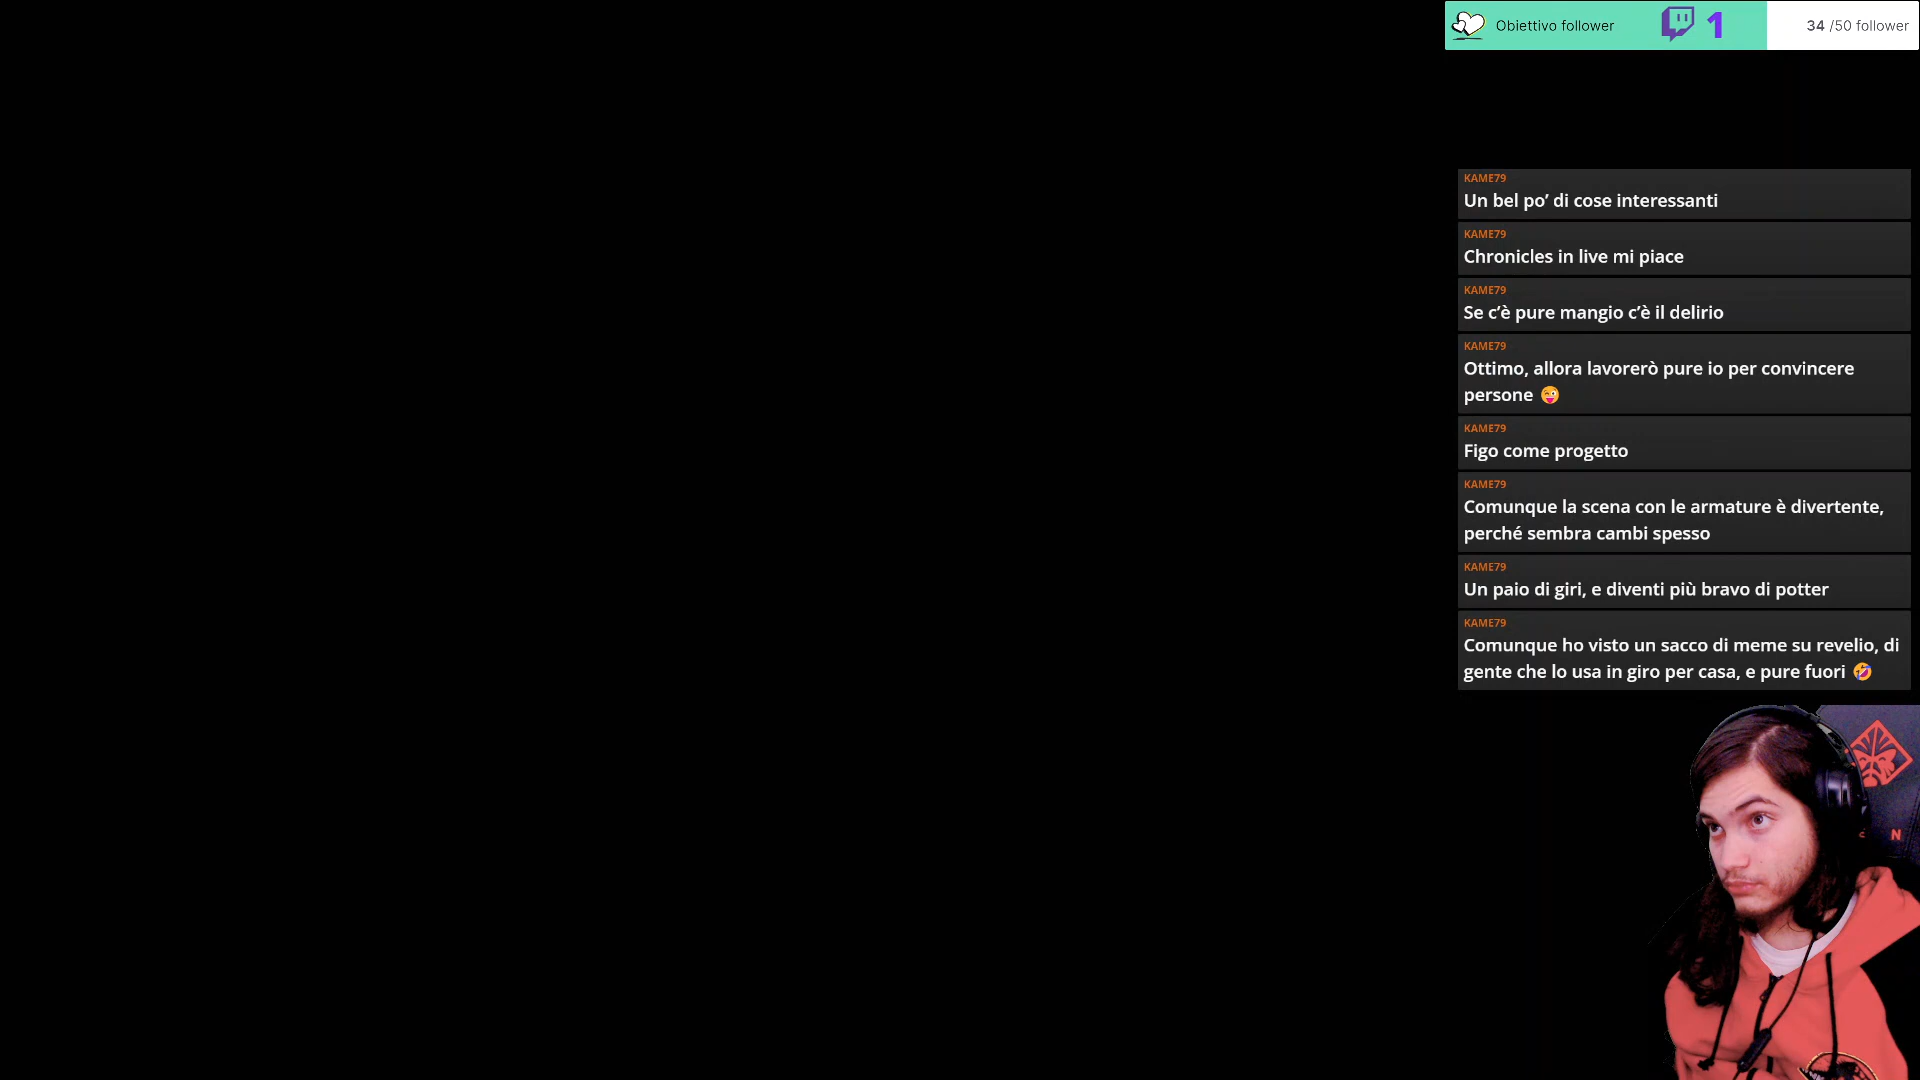 Obiettivo follower 1 34 /50 follower
KAME79
Un bel po’ di cose interessanti
KAME79
Chronicles in live mi piace
KAME79
Se c’è pure mangio c’è il delirio
KAME79
Ottimo, allora lavorerò pure io per convincere
persone 😜
KAME79
Figo come progetto
KAME79
Comunque la scena con le armature è divertente,
perché sembra cambi spesso
KAME79
Un paio di giri, e diventi più bravo di potter
KAME79
Comunque ho visto un sacco di meme su revelio, di
gente che lo usa in giro per casa, e pure fuori 🤣
N